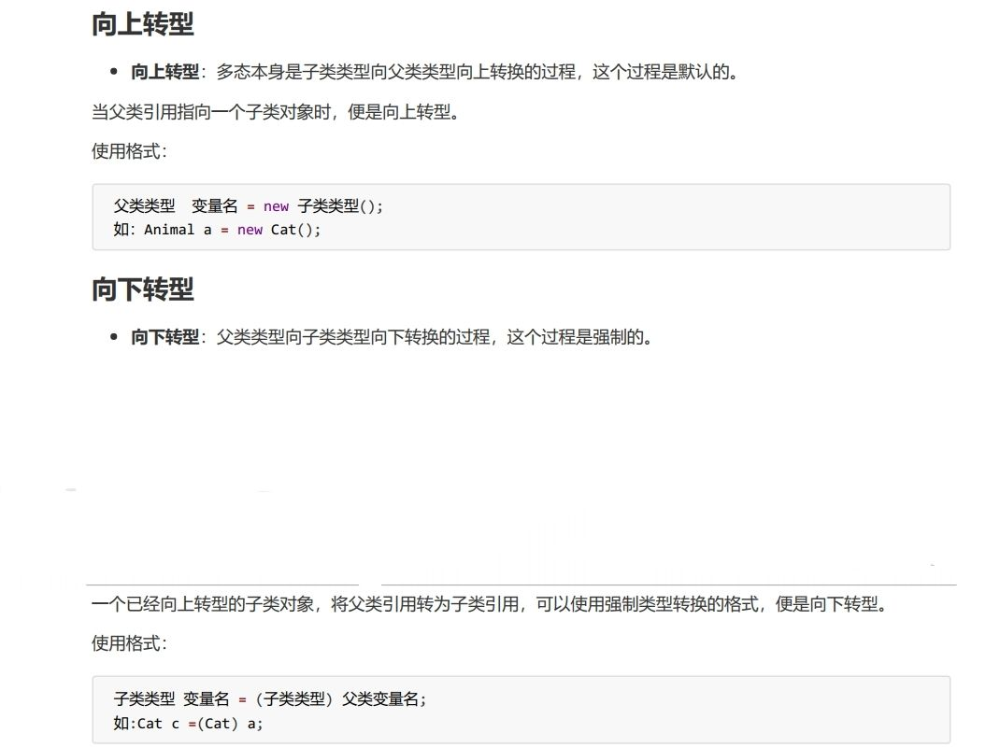 向上转型
• 向上转型：多态本身是子类类型向父类类型向上转换的过程，这个过程是默认的。
当父类引用指向一个子类对象时，便是向上转型。
使用格式：
父类类型  变量名 = new 子类类型();
如：Animal a = new Cat();
向下转型
• 向下转型：父类类型向子类类型向下转换的过程，这个过程是强制的。
一个已经向上转型的子类对象，将父类引用转为子类引用，可以使用强制类型转换的格式，便是向下转型。
使用格式：
子类类型 变量名 = (子类类型) 父类变量名;
如:Cat c =(Cat) a;